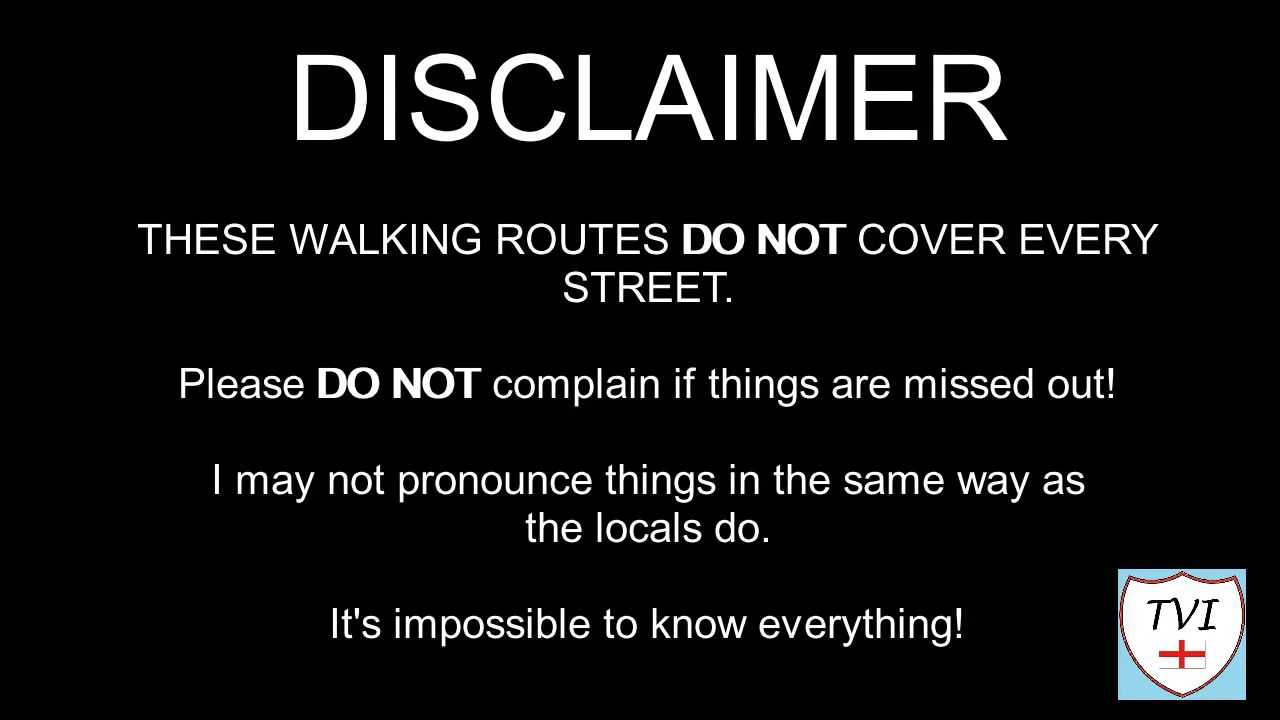 DISCLAIMER
THESE WALKING ROUTES DO NOT COVER EVERY
STREET.
Please DO NOT complain if things are missed out!
I may not pronounce things in the same way as
the locals do.
It's impossible to know everything!
TVI